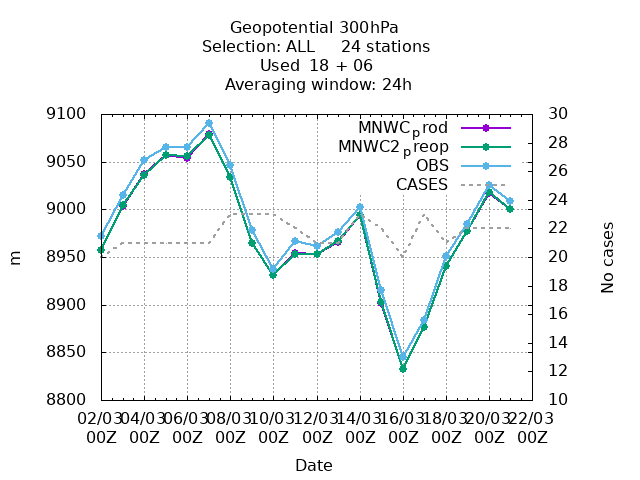 Geopotential 300hPa
Selection: ALL 24 stations
Used 18 + 06
Averaging window: 24h
9100
9050
9000
8950
8900
8850
8800
m
30
28
26
24
22
20
18
16
14
12
10
No cases
MNWCprod
MNWC2preop
OBS
CASES
02/03 04/03 06/03 08/03 10/03 12/03 14/03 16/03 18/03 20/03 22/03
00Z 00Z 00Z 00Z 00Z 00Z 00Z 00Z 00Z 00Z 00Z
Date